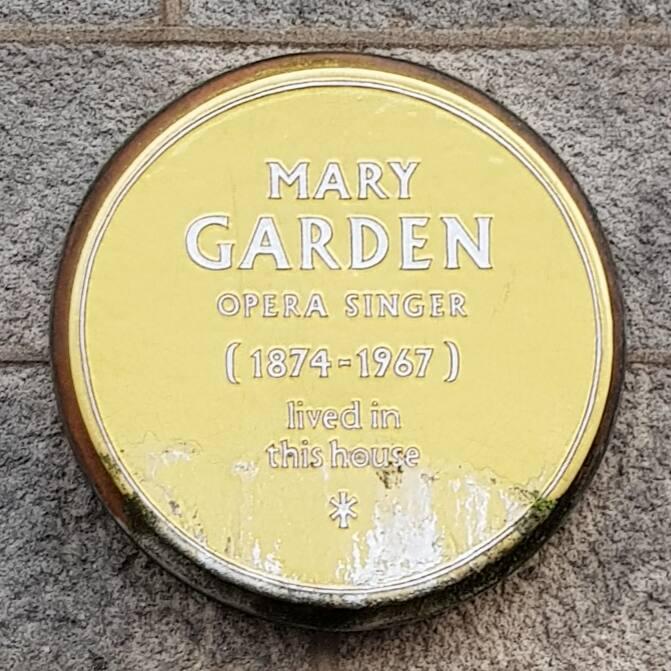 MARY
GARDEN
OPERA SINGER
(1874-1967)
lived in
this house